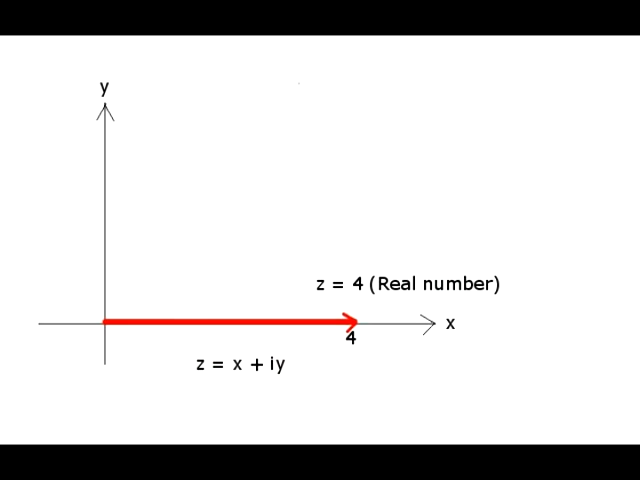 y
z = 4 (Real number)
x
4
z = x + iy